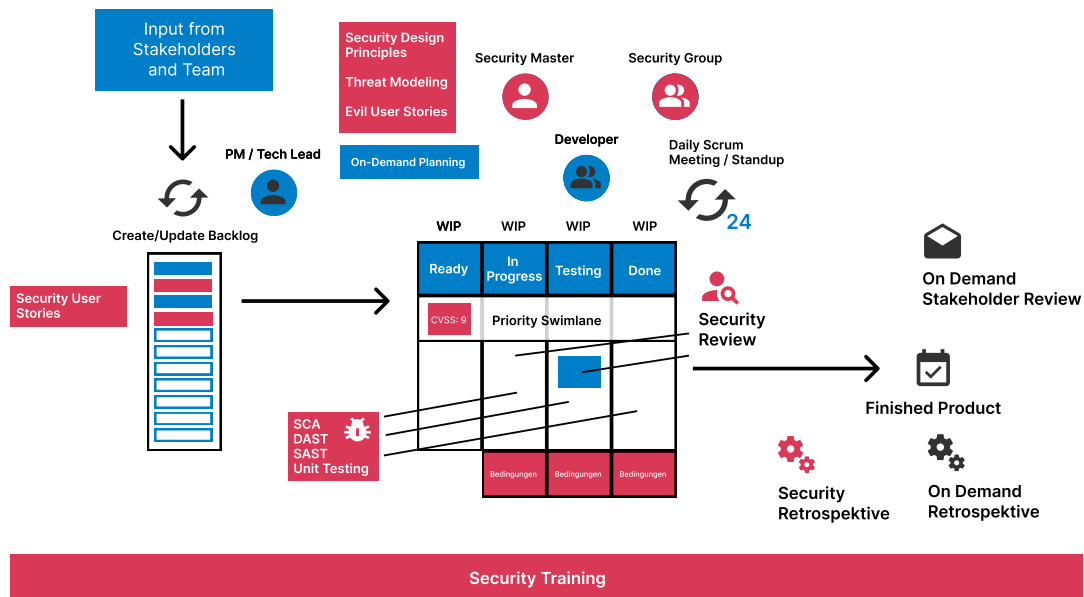 Input from
Stakeholders
and Team
Security Design
Principles
Threat Modeling
Evil User Stories
Security Master
Security Group
On-Demand Planning
Developer
Daily Scrum
Meeting / Standup
24
PM / Tech Lead
Create/Update Backlog
Security User
Stories
WIP
WIP
WIP
WIP
Ready
In
Progress
Testing
Done
CVSS: 9
Priority Swimlane
Security
Review
SCA
DAST
SAST
Unit Testing
Bedingungen
Bedingungen
Bedingungen
On Demand
Stakeholder Review
Finished Product
Security
Retrospektive
On Demand
Retrospektive
Security Training